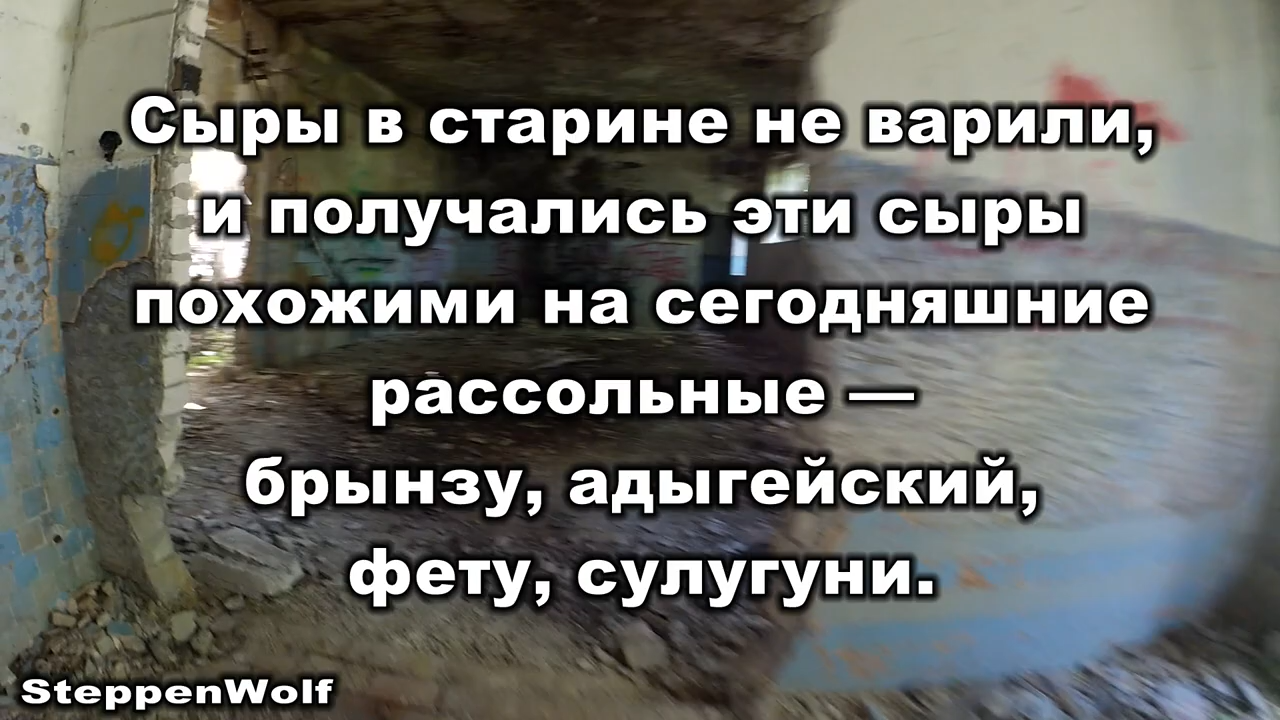 Сыры в старине не варили,
и получались эти сыры
похожими на сегодняшние
рассольные —
брынзу, адыгейский,
фету, сулугуни.
SteppenWolf